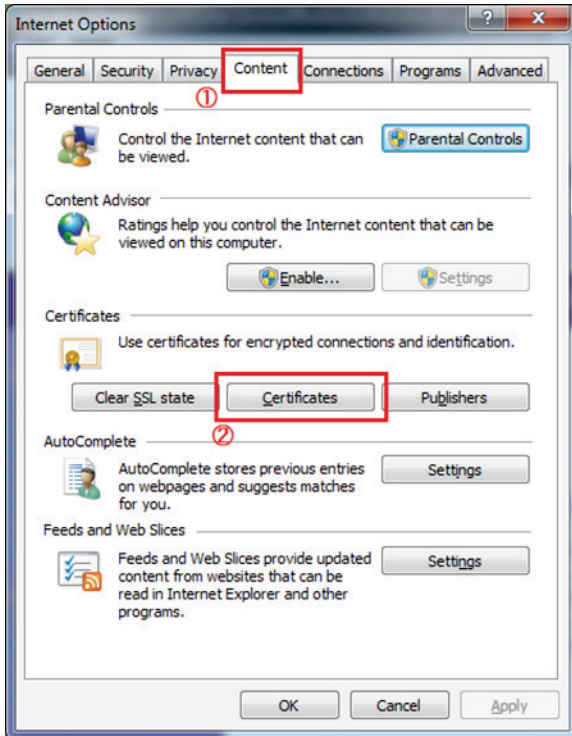 Internet Options
?
X
General Security Privacy Content Connections Programs Advanced
①
Parental Controls
Control the Internet content that can
be viewed.
Parental Controls
Content Advisor
Ratings help you control the Internet content that can be
viewed on this computer.
Enable...
Settings
Certificates
Use certificates for encrypted connections and identification.
Clear SSL state
Certificates
Publishers
②
AutoComplete
AutoComplete stores previous entries
on webpages and suggests matches
for you.
Settings
Feeds and Web Slices
Feeds and Web Slices provide updated
content from websites that can be
read in Internet Explorer and other
programs.
Settings
OK
Cancel
Apply